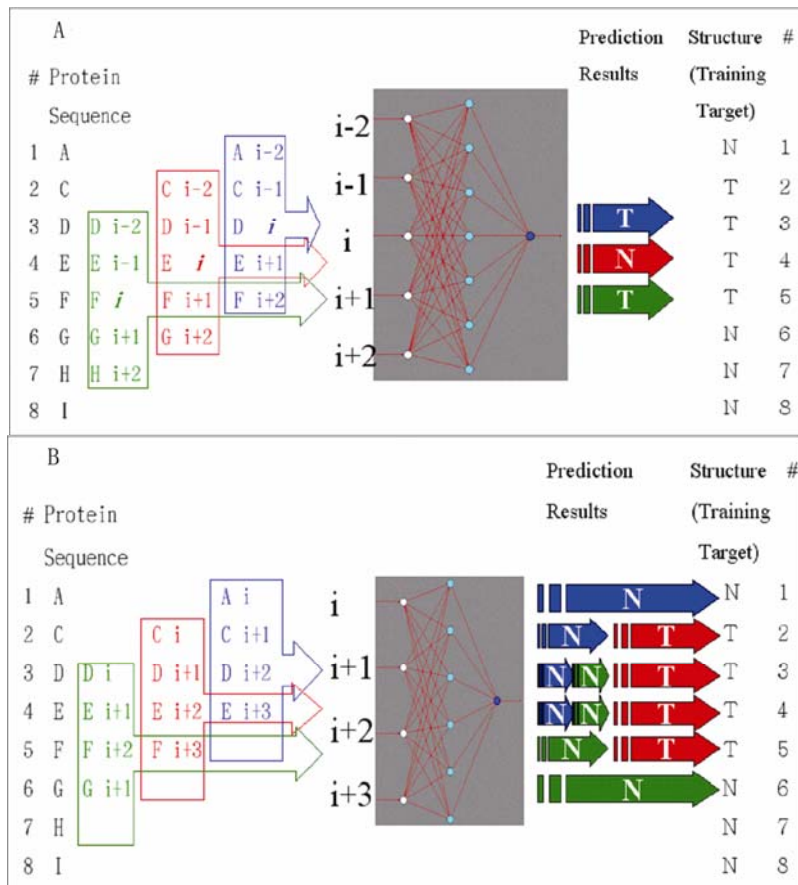 A
Prediction Structure #
# Protein Results (Training
Sequence Target)
1 A A i-2 i-2 N 1
2 C C i-2 C i-1 i-1 T 2
3 D D i-2 D i-1 D i i T T 3
4 E E i-1 E i E i+1 N T 4
5 F F i F i+1 F i+2 i+1 T T 5
6 G G i+1 G i+2 i+2 N 6
7 H H i+2 N 7
8 I N 8
B
Prediction Structure #
# Protein Results (Training
Sequence Target)
1 A A i i N N 1
2 C C i C i+1 N T T 2
3 D D i D i+1 D i+2 i+1 N N T T 3
4 E E i+1 E i+2 E i+3 i+2 N N T T 4
5 F F i+2 F i+3 N T T 5
6 G G i+1 i+3 N N 6
7 H N 7
8 I N 8